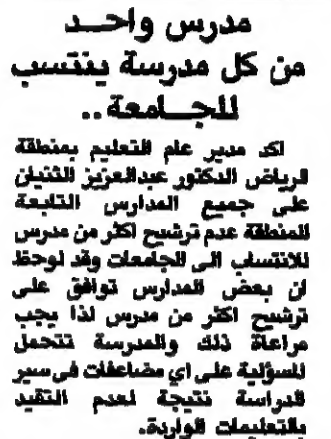 مدرس واحد
من كل مدرسة ينتسب
للجامعة..
اكد مدير عام التعليم بمنطقة
الرياض الدكتور عبدالعزيز الثنيان
على جميع المدارس التابعة
للمنطقة عدم ترشيح اكثر من مدرس
للانتساب الى الجامعات وقد لوحظ
ان بعض المدارس توافق على
ترشيح اكثر من مدرس لذا يجب
مراعاة ذلك والمدرسة تتحمل
المسؤلية على اي مضاعفات في سير
الدراسة نتيجة لعدم التقيد
بالتعليمات الواردة.